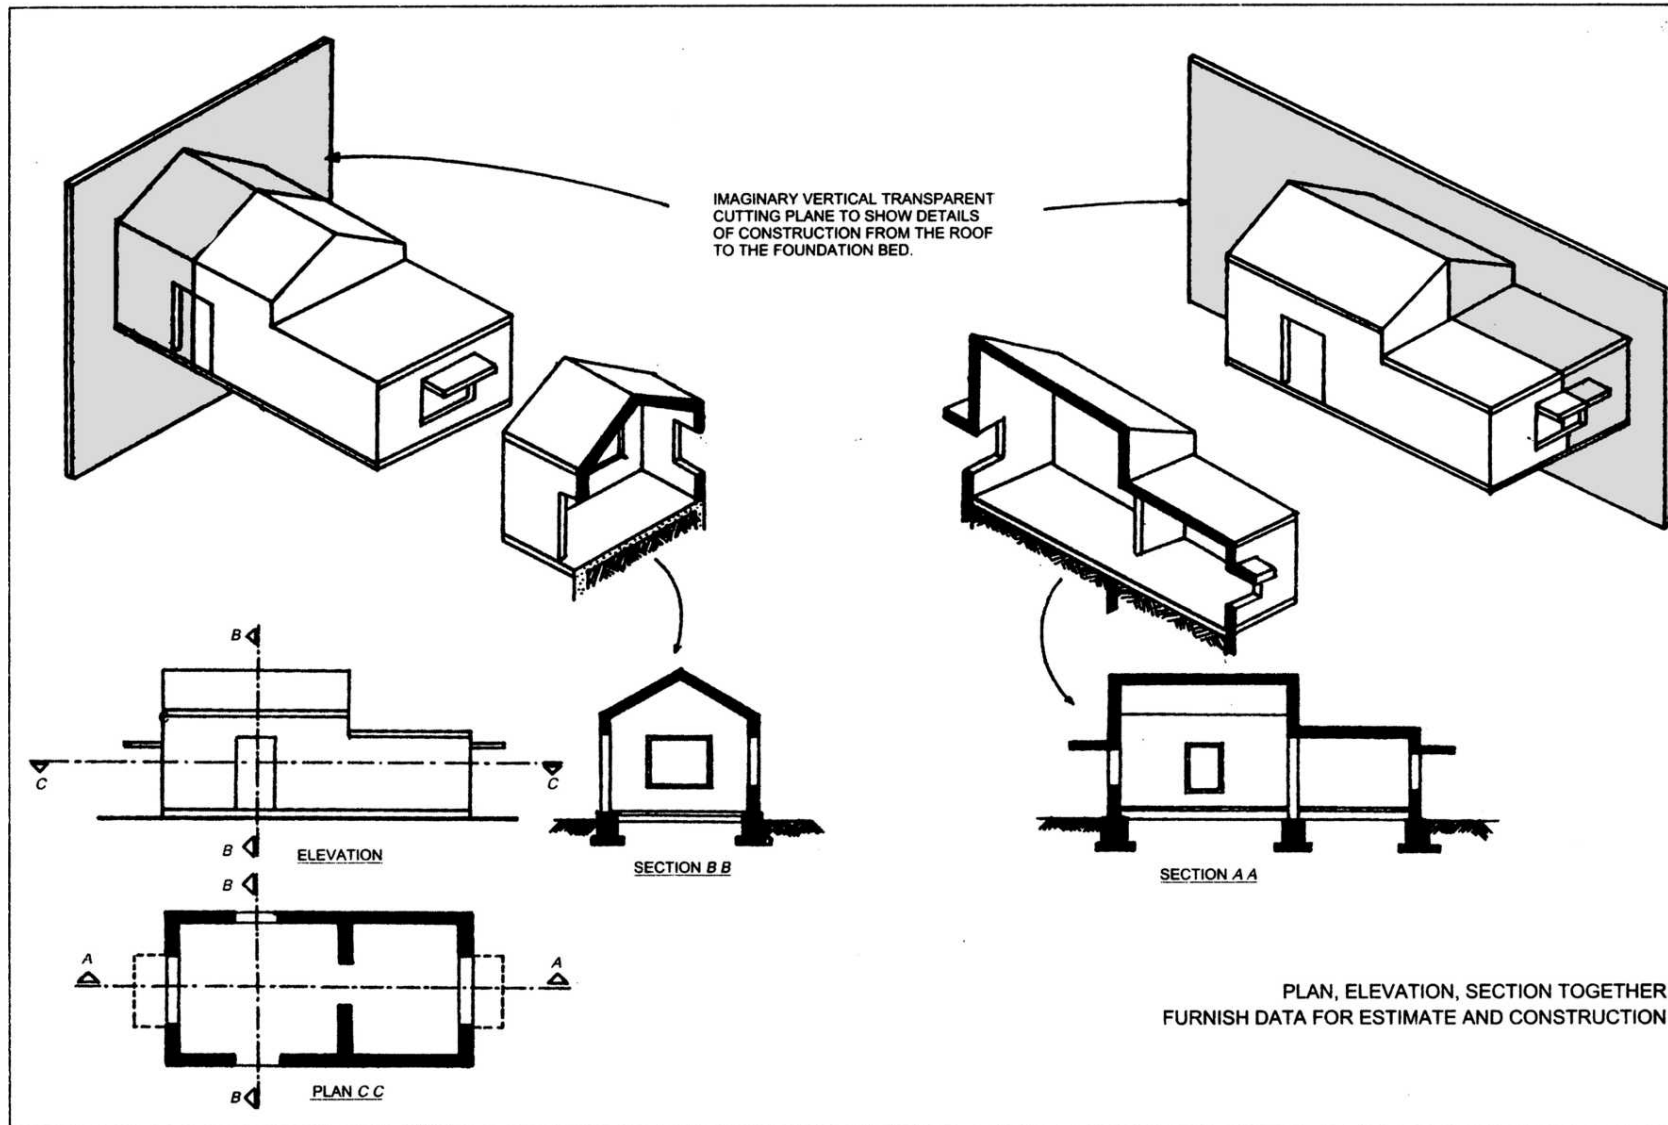 IMAGINARY VERTICAL TRANSPARENT
CUTTING PLANE TO SHOW DETAILS
OF CONSTRUCTION FROM THE ROOF
TO THE FOUNDATION BED.
B
C
C
B
ELEVATION
SECTION B B
SECTION A A
B
A
A
B
PLAN C C
PLAN, ELEVATION, SECTION TOGETHER
FURNISH DATA FOR ESTIMATE AND CONSTRUCTION